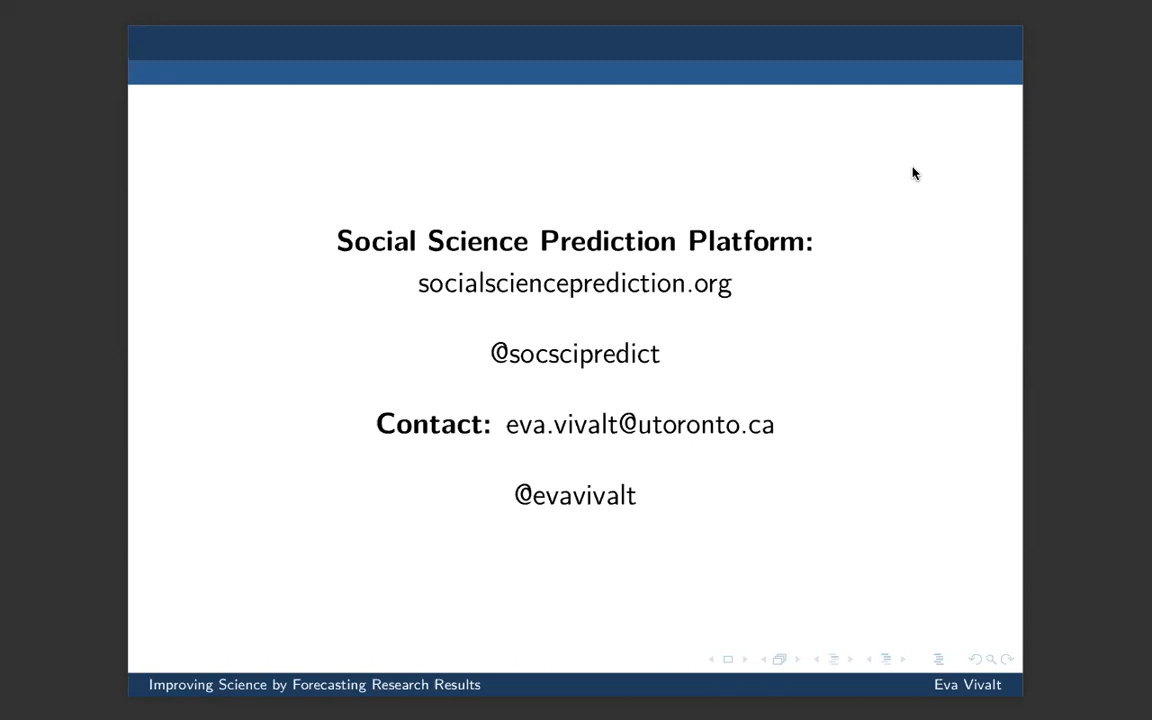 Social Science Prediction Platform:
socialscienceprediction.org
@socscipredict
Contact: eva.vivalt@utoronto.ca
@evavivalt
Improving Science by Forecasting Research Results
Eva Vivalt